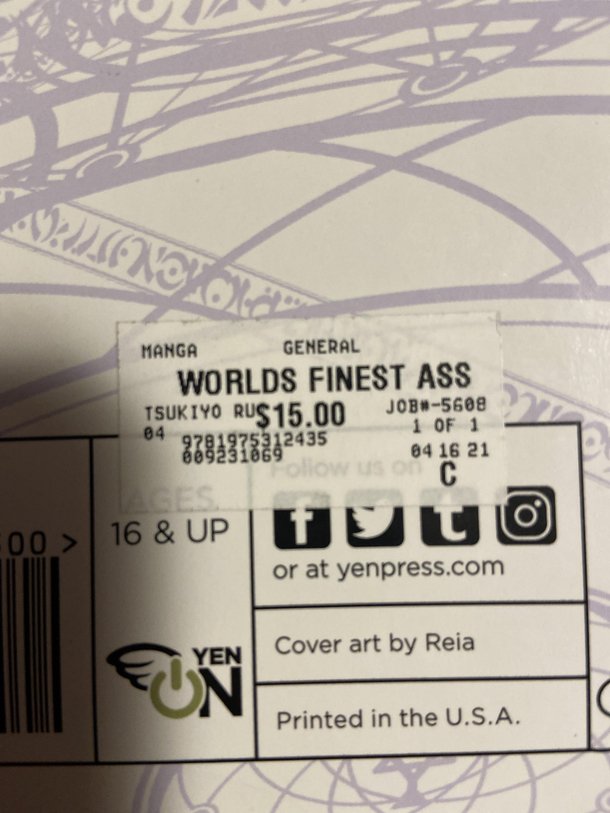 MANGA GENERAL
WORLDS FINEST ASS
TSUKIYO RU $15.00 JOB#-5608
04 9781975312435 1 OF 1
009231069 04 16 21
C
Follow us on
AGES
16 & UP
00 >
f t
or at yenpress.com
YEN
ON
Cover art by Reia
Printed in the U.S.A.